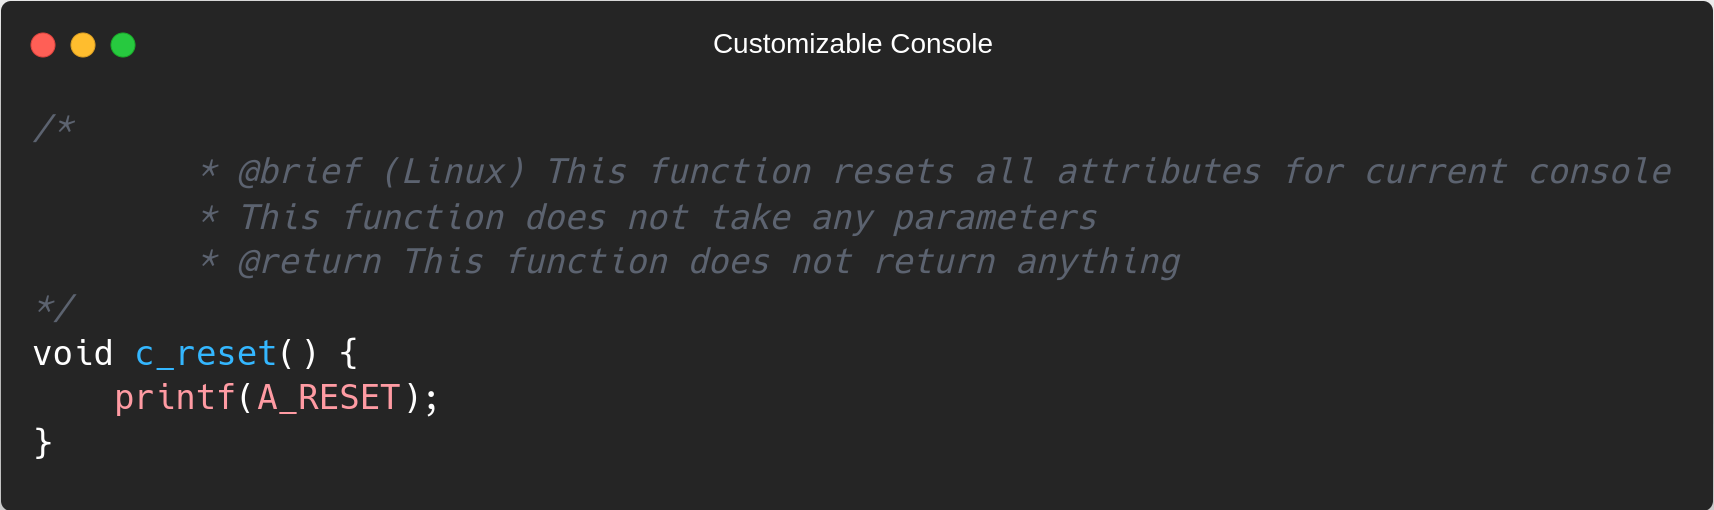 Customizable Console
/*
        * @brief (Linux) This function resets all attributes for current console
        * This function does not take any parameters
        * @return This function does not return anything
*/
void c_reset() {
    printf(A_RESET);
}